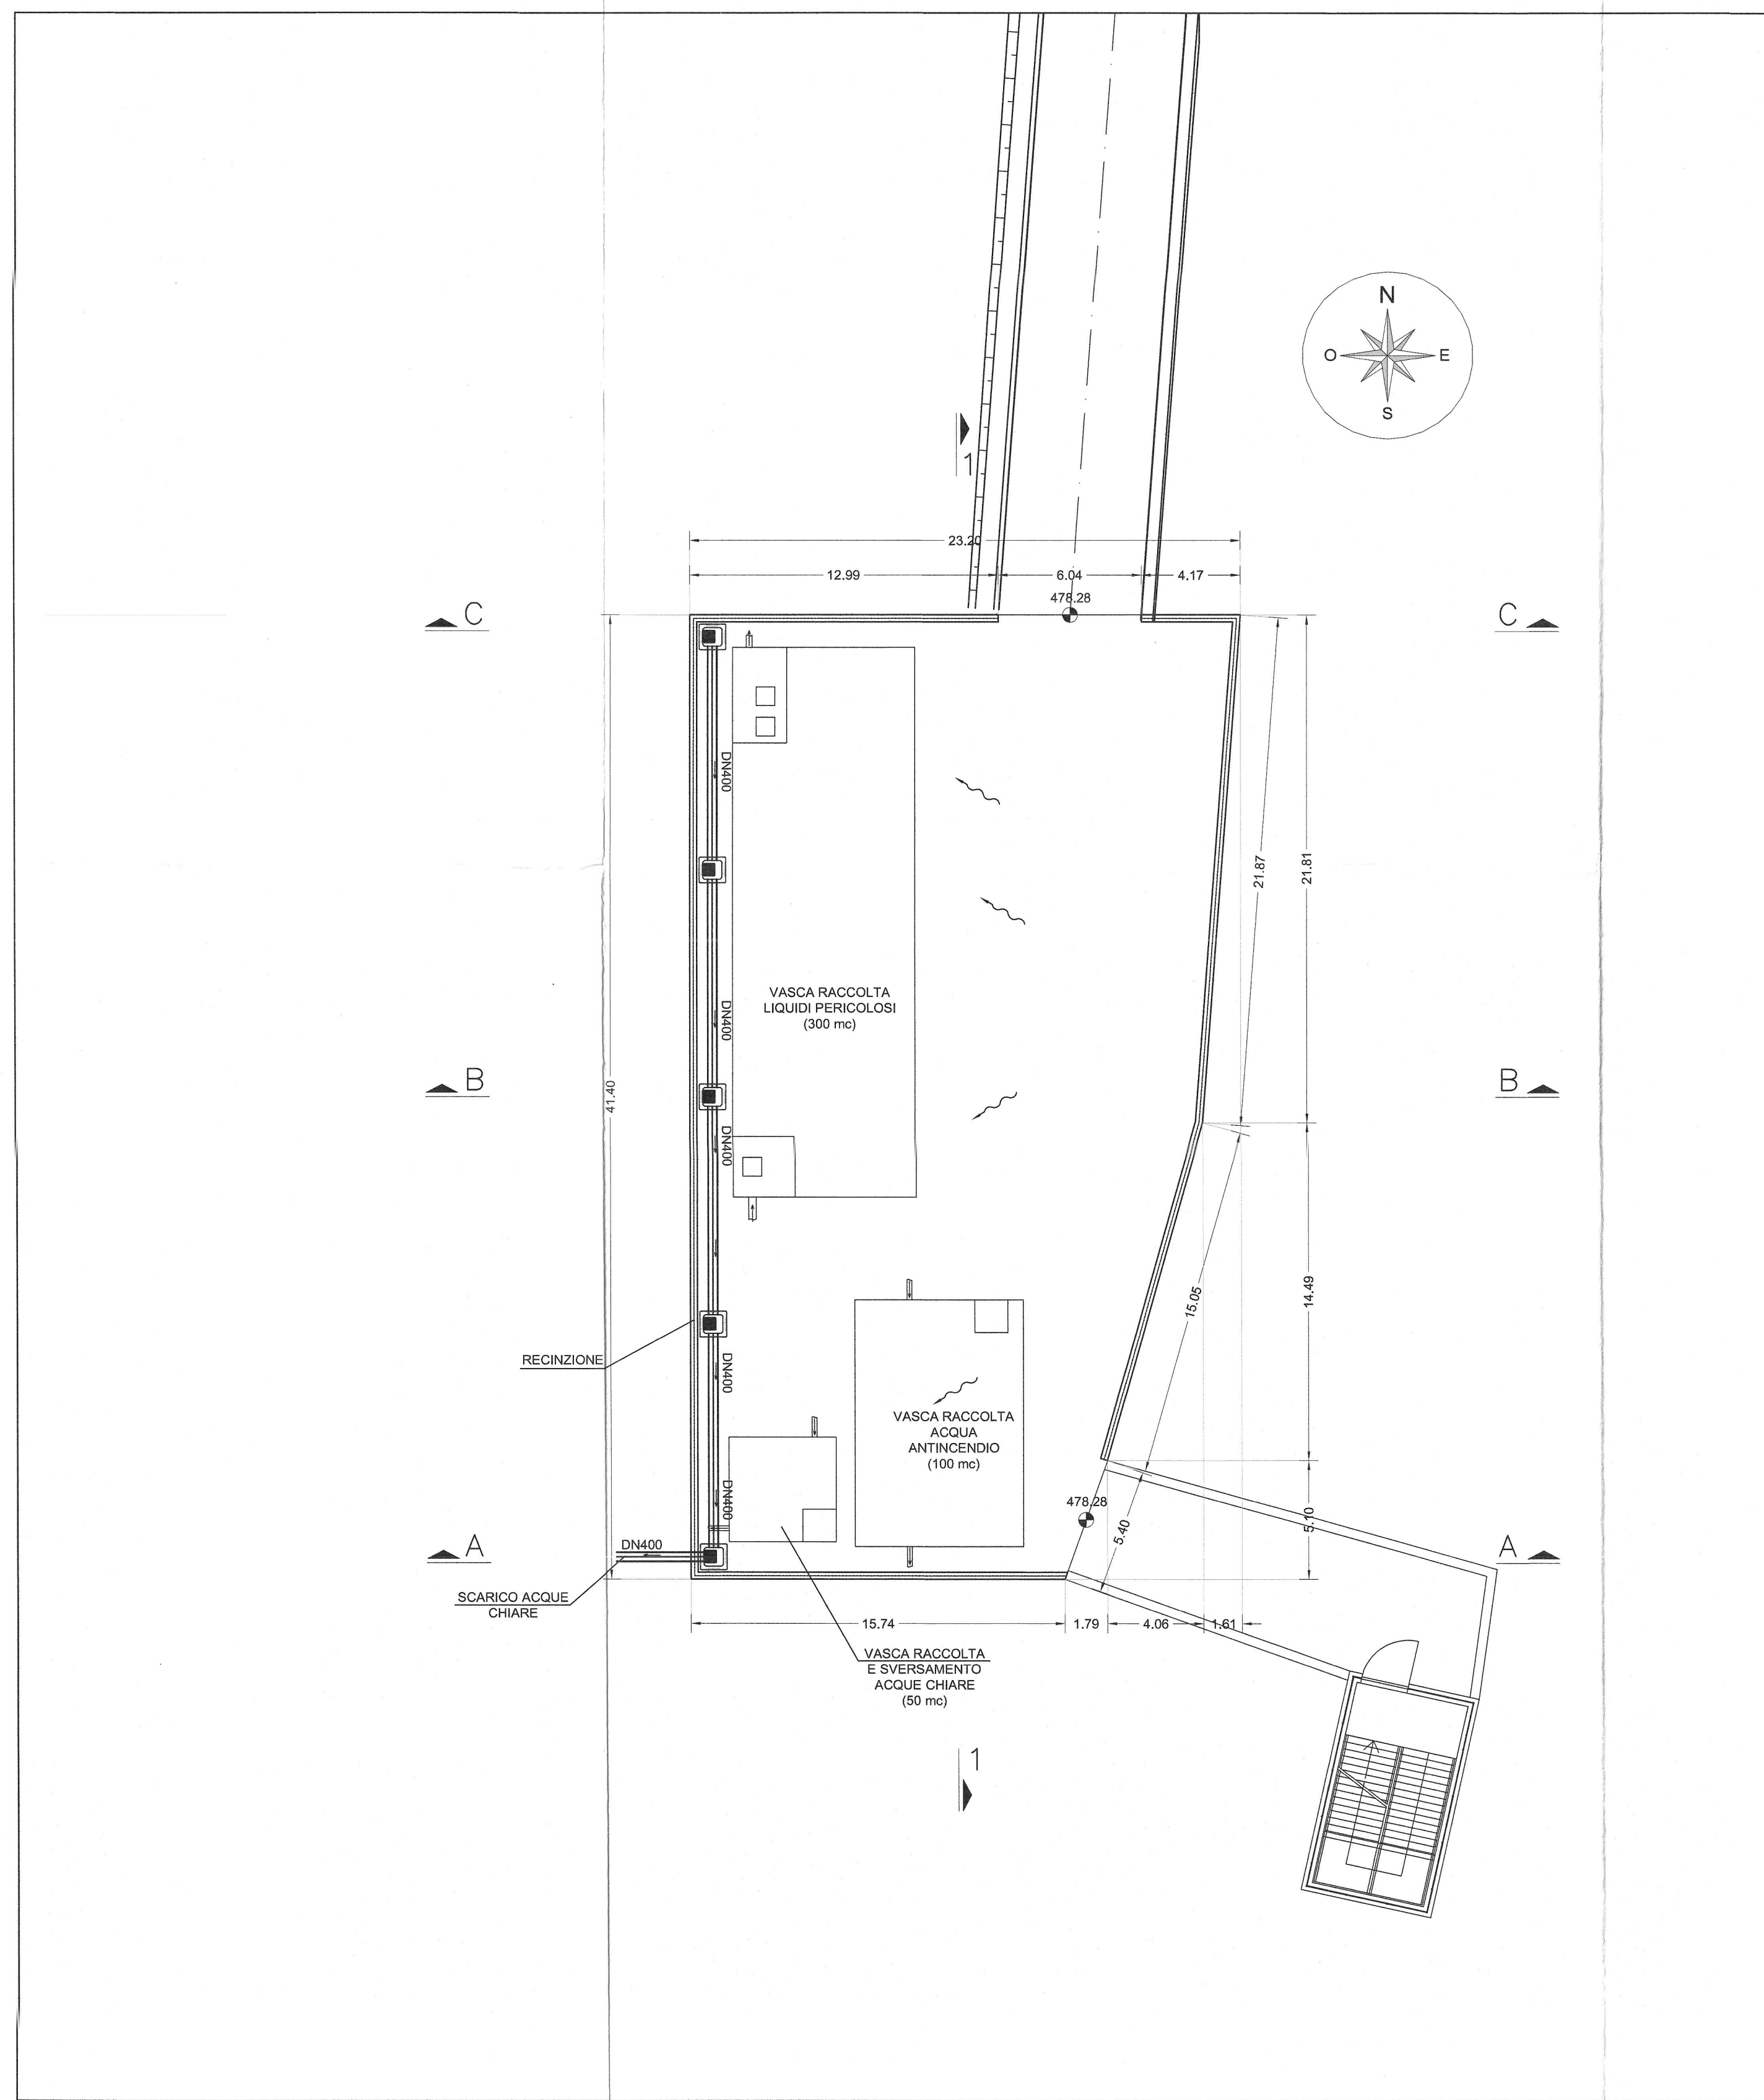 N
O
E
S
1
23.20
12.99
6.04
4.17
478.28
C
C
DN400
21.87
21.81
VASCA RACCOLTA
LIQUIDI PERICOLOSI
(300 mc)
DN400
B
B
41.40
DN400
15.05
14.49
RECINZIONE
DN400
VASCA RACCOLTA
ACQUA
ANTINCENDIO
(100 mc)
DN400
478.28
5.40
5.10
A
A
DN400
SCARICO ACQUE
CHIARE
15.74
1.79
4.06
1.61
VASCA RACCOLTA
E SVERSAMENTO
ACQUE CHIARE
(50 mc)
1